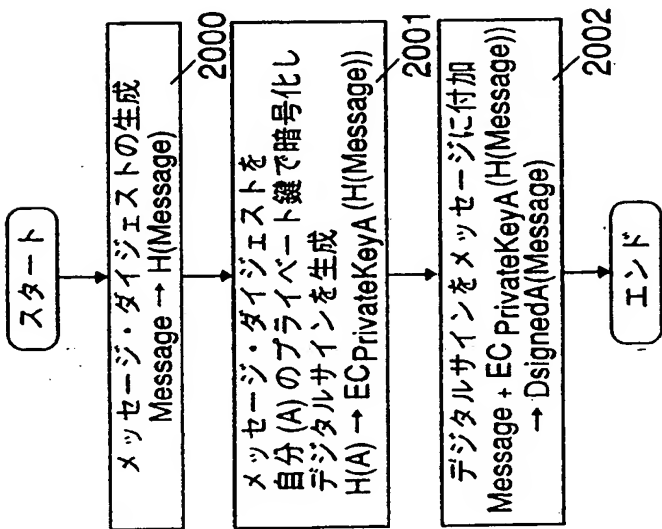 スタート
メッセージ・ダイジェストの生成
Message → H(Message)
2000
メッセージ・ダイジェストを
自分(A)のプライベート鍵で暗号化し
デジタルサインを生成
H(A) → EC PrivateKeyA (H(Message))
2001
デジタルサインをメッセージに付加
Message + EC PrivateKeyA (H(Message))
→ DsignedA(Message)
2002
エンド